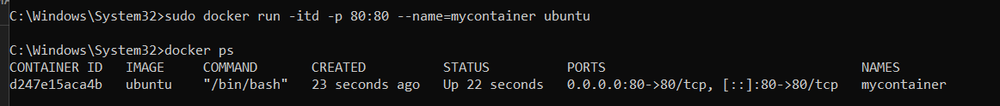 C:\Windows\System32>sudo docker run -itd -p 80:80 --name=mycontainer ubuntu
C:\Windows\System32>docker ps
CONTAINER ID   IMAGE     COMMAND       CREATED          STATUS          PORTS                                 NAMES
d247e15aca4b   ubuntu    "/bin/bash"   23 seconds ago   Up 22 seconds   0.0.0.0:80->80/tcp, [::]:80->80/tcp   mycontainer